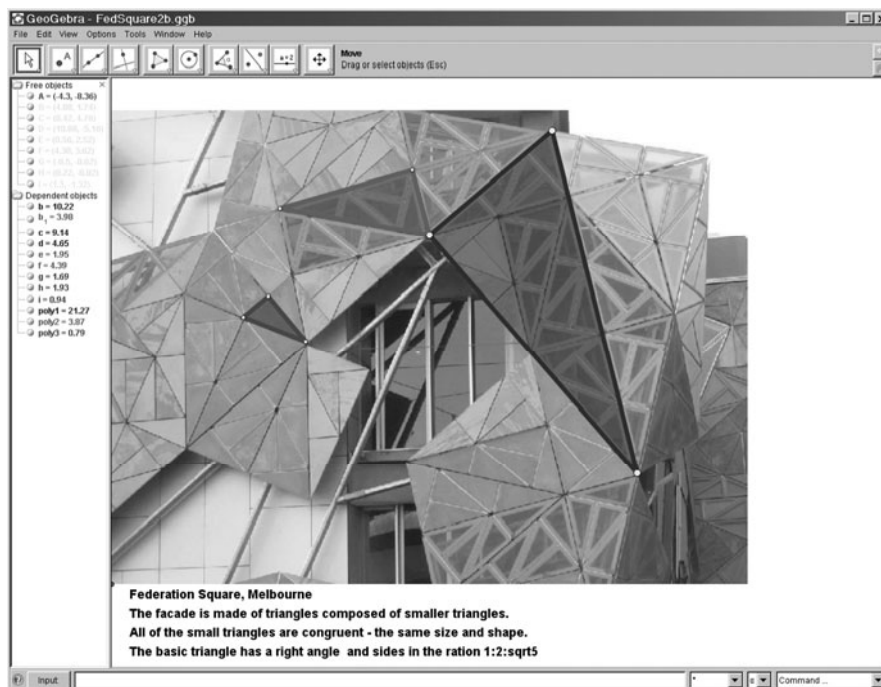 GeoGebra - FedSquare2b.ggb
File Edit View Options Tools Window Help
A
a=2
Move
Drag or select objects (Esc)
Free objects
A = (-4.3, -8.36)
Dependent objects
b = 10.22
b1 = 3.98
c = 9.14
d = 4.65
e = 1.95
f = 4.39
g = 1.69
h = 1.93
i = 0.94
poly1 = 21.27
poly2 = 3.87
poly3 = 0.79
Federation Square, Melbourne
The facade is made of triangles composed of smaller triangles.
All of the small triangles are congruent - the same size and shape.
The basic triangle has a right angle and sides in the ration 1:2:sqrt5
Input
Command ...